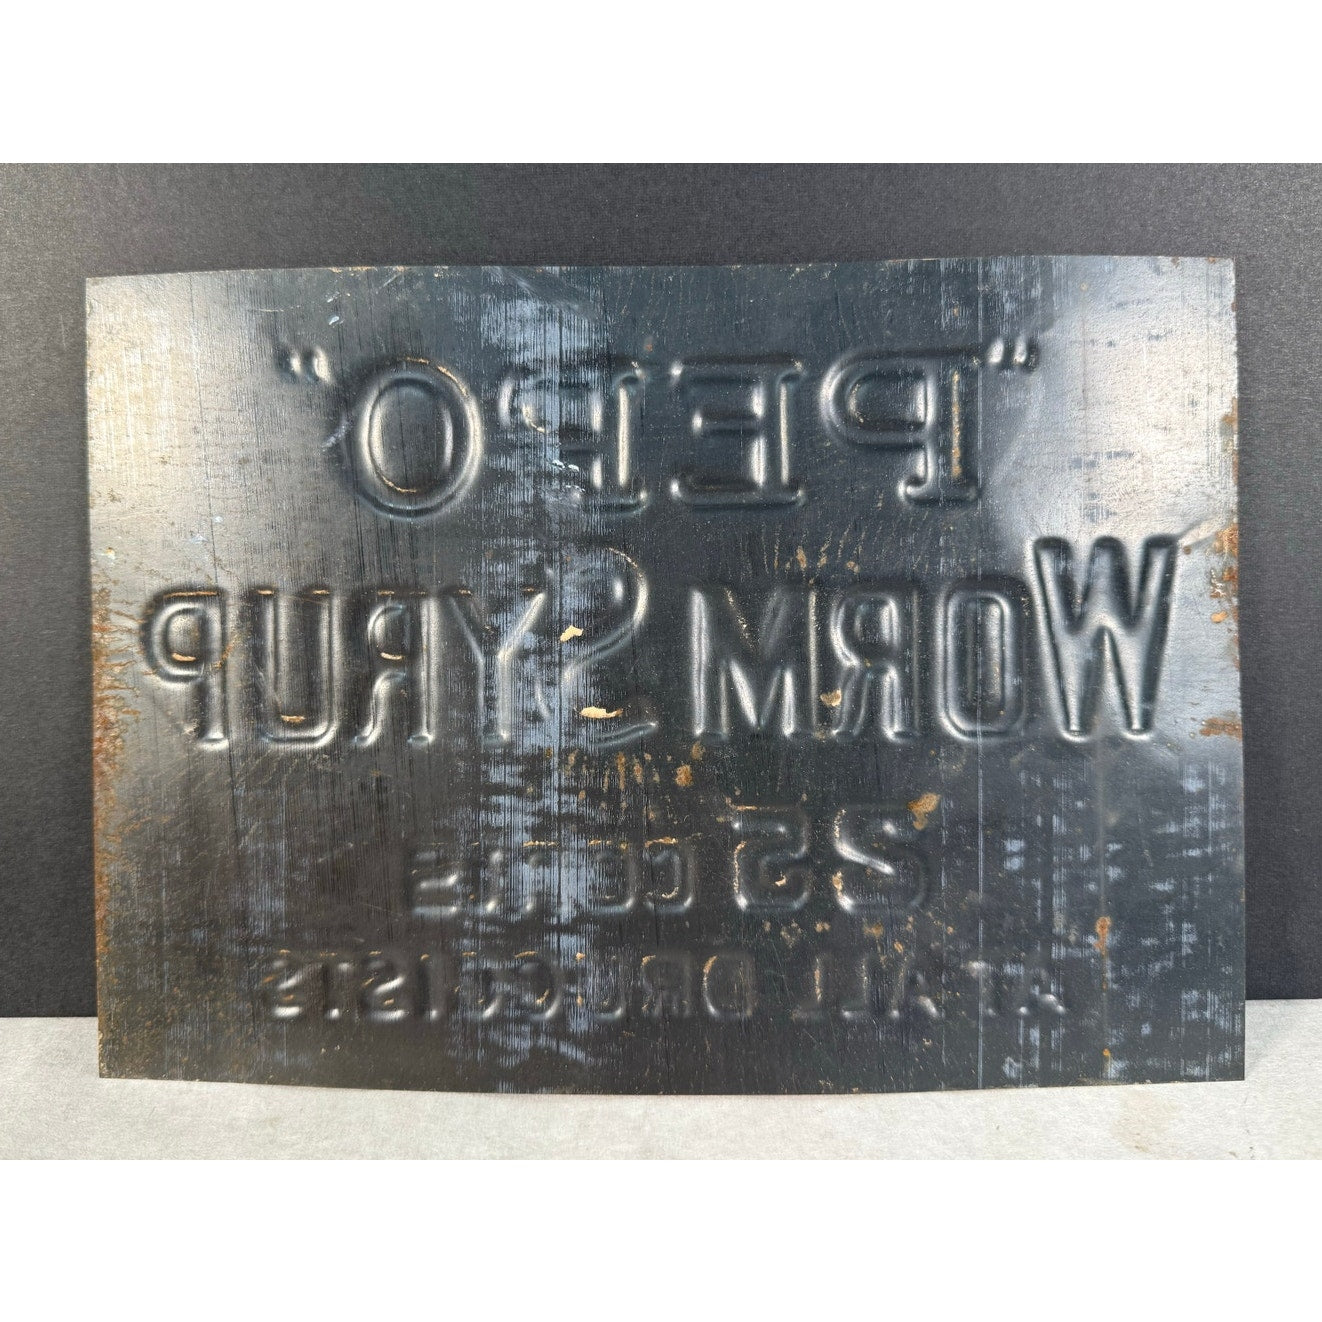 "PEPO"
WORM SYRUP
25 CENTS
AT ALL DRUGGISTS